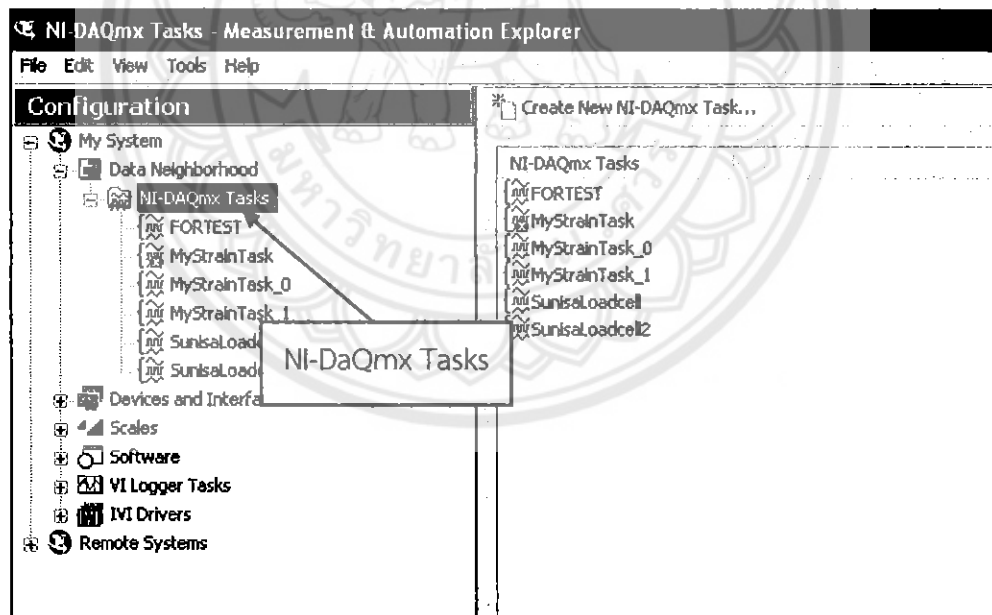 NI-DAQmx Tasks - Measurement & Automation Explorer
File Edit View Tools Help
Configuration
My System
Data Neighborhood
NI-DAQmx Tasks
FORTEST
MyStrainTask
MyStrainTask_0
MyStrainTask_1
SunisaLoad
SunisaLoad
Devices and Interfa
Scales
Software
VI Logger Tasks
IVI Drivers
Remote Systems
NI-DaQmx Tasks
Create New NI-DAQmx Task...
NI-DAQmx Tasks
FORTEST
MyStrainTask
MyStrainTask_0
MyStrainTask_1
SunisaLoadcell
SunisaLoadcell2